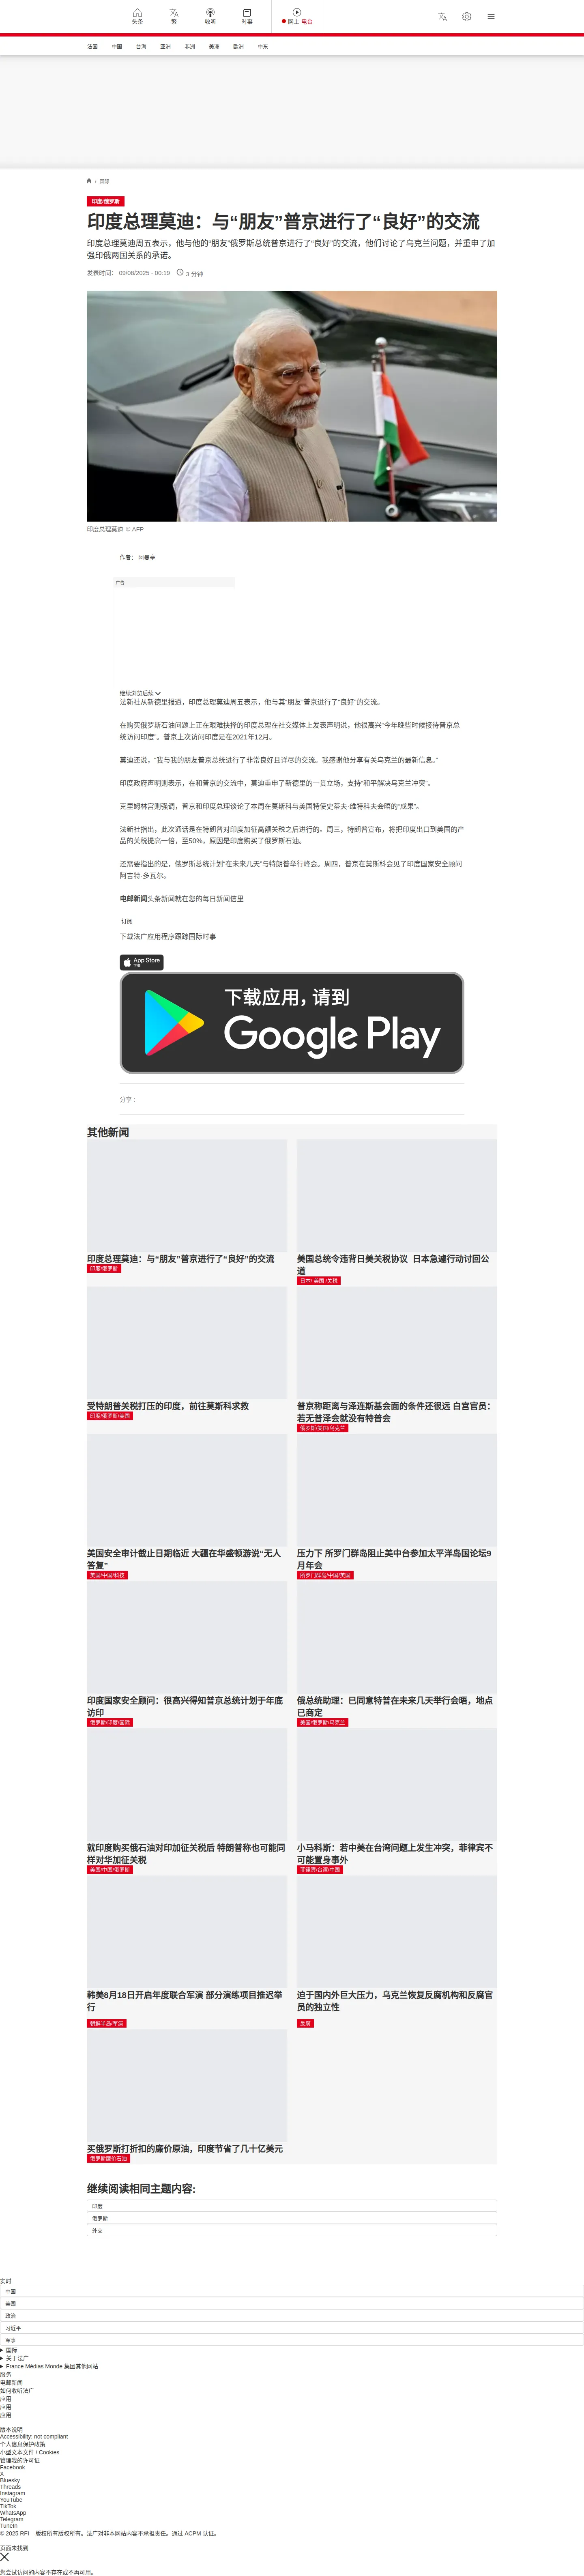 头条
繁
收听
时事
网上 电台
法国
中国
台海
亚洲
非洲
美洲
欧洲
中东
/ 国际
印度/俄罗斯
印度总理莫迪：与“朋友”普京进行了“良好”的交流
印度总理莫迪周五表示，他与他的“朋友”俄罗斯总统普京进行了“良好”的交流，他们讨论了乌克兰问题，并重申了加
强印俄两国关系的承诺。
发表时间： 09/08/2025 - 00:19
3 分钟
印度总理莫迪 © AFP
作者： 阿曼亭
广告
继续浏览后续
法新社从新德里报道，印度总理莫迪周五表示，他与其“朋友”普京进行了“良好”的交流。
在购买俄罗斯石油问题上正在艰难抉择的印度总理在社交媒体上发表声明说，他很高兴“今年晚些时候接待普京总
统访问印度”。普京上次访问印度是在2021年12月。
莫迪还说，“我与我的朋友普京总统进行了非常良好且详尽的交流。我感谢他分享有关乌克兰的最新信息。”
印度政府声明则表示，在和普京的交流中，莫迪重申了新德里的一贯立场，支持“和平解决乌克兰冲突”。
克里姆林宫则强调，普京和印度总理谈论了本周在莫斯科与美国特使史蒂夫·维特科夫会晤的“成果”。
法新社指出，此次通话是在特朗普对印度加征高额关税之后进行的。周三，特朗普宣布，将把印度出口到美国的产
品的关税提高一倍，至50%，原因是印度购买了俄罗斯石油。
还需要指出的是，俄罗斯总统计划“在未来几天”与特朗普举行峰会。周四，普京在莫斯科会见了印度国家安全顾问
阿吉特·多瓦尔。
电邮新闻头条新闻就在您的每日新闻信里
订阅
下载法广应用程序跟踪国际时事
App Store
下载
下载应用，请到
Google Play
分享 :
其他新闻
印度总理莫迪：与“朋友”普京进行了“良好”的交流
印度/俄罗斯
美国总统令违背日美关税协议 日本急遽行动讨回公
道
日本/ 美国 /关税
受特朗普关税打压的印度，前往莫斯科求救
印度/俄罗斯/美国
普京称距离与泽连斯基会面的条件还很远 白宫官员：
若无普泽会就没有特普会
俄罗斯/美国/乌克兰
美国安全审计截止日期临近 大疆在华盛顿游说“无人
答复”
美国/中国/科技
压力下 所罗门群岛阻止美中台参加太平洋岛国论坛9
月年会
所罗门群岛/中国/美国
印度国家安全顾问：很高兴得知普京总统计划于年底
访印
俄罗斯/印度/国际
俄总统助理：已同意特普在未来几天举行会晤，地点
已商定
美国/俄罗斯/乌克兰
就印度购买俄石油对印加征关税后 特朗普称也可能同
样对华加征关税
美国/中国/俄罗斯
小马科斯：若中美在台湾问题上发生冲突，菲律宾不
可能置身事外
菲律宾/台湾/中国
韩美8月18日开启年度联合军演 部分演练项目推迟举
行
朝鲜半岛/军演
迫于国内外巨大压力，乌克兰恢复反腐机构和反腐官
员的独立性
反腐
买俄罗斯打折扣的廉价原油，印度节省了几十亿美元
俄罗斯廉价石油
继续阅读相同主题内容:
印度
俄罗斯
外交
实时
中国
美国
政治
习近平
军事
国际
关于法广
France Médias Monde 集团其他网站
服务
电邮新闻
如何收听法广
应用
应用
应用
版本说明
Accessibility: not compliant
个人信息保护政策
小型文本文件 / Cookies
管理我的许可证
Facebook
X
Bluesky
Threads
Instagram
YouTube
TikTok
WhatsApp
Telegram
TuneIn
© 2025 RFI – 版权所有版权所有。法广对非本网站内容不承担责任。通过 ACPM 认证。
页面未找到
您尝试访问的内容不存在或不再可用。